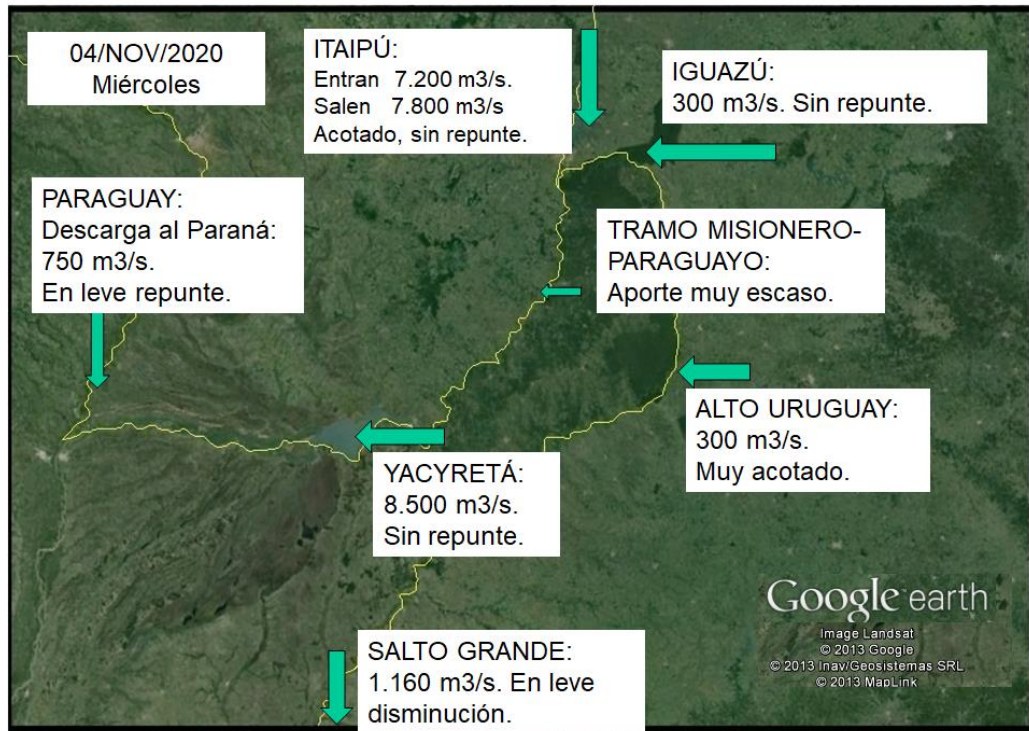 04/NOV/2020
Miércoles
ITAIPÚ:
Entran 7.200 m3/s.
Salen 7.800 m3/s
Acotado, sin repunte.
IGUAZÚ:
300 m3/s. Sin repunte.
PARAGUAY:
Descarga al Paraná:
750 m3/s.
En leve repunte.
TRAMO MISIONERO-
PARAGUAYO:
Aporte muy escaso.
ALTO URUGUAY:
300 m3/s.
Muy acotado.
YACYRETÁ:
8.500 m3/s.
Sin repunte.
SALTO GRANDE:
1.160 m3/s. En leve
disminución.
Google earth
Image Landsat
© 2013 Google
© 2013 Inav/Geosistemas SRL
© 2013 MapLink